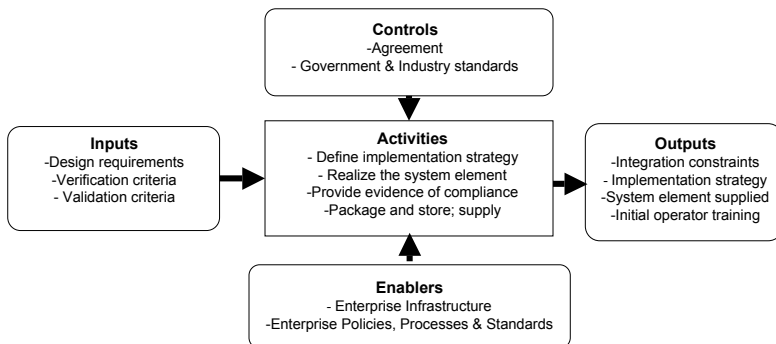 Controls
-Agreement
- Government & Industry standards
Inputs
-Design requirements
-Verification criteria
- Validation criteria
Activities
- Define implementation strategy
- Realize the system element
-Provide evidence of compliance
-Package and store; supply
Outputs
-Integration constraints
- Implementation strategy
-System element supplied
-Initial operator training
Enablers
- Enterprise Infrastructure
-Enterprise Policies, Processes & Standards